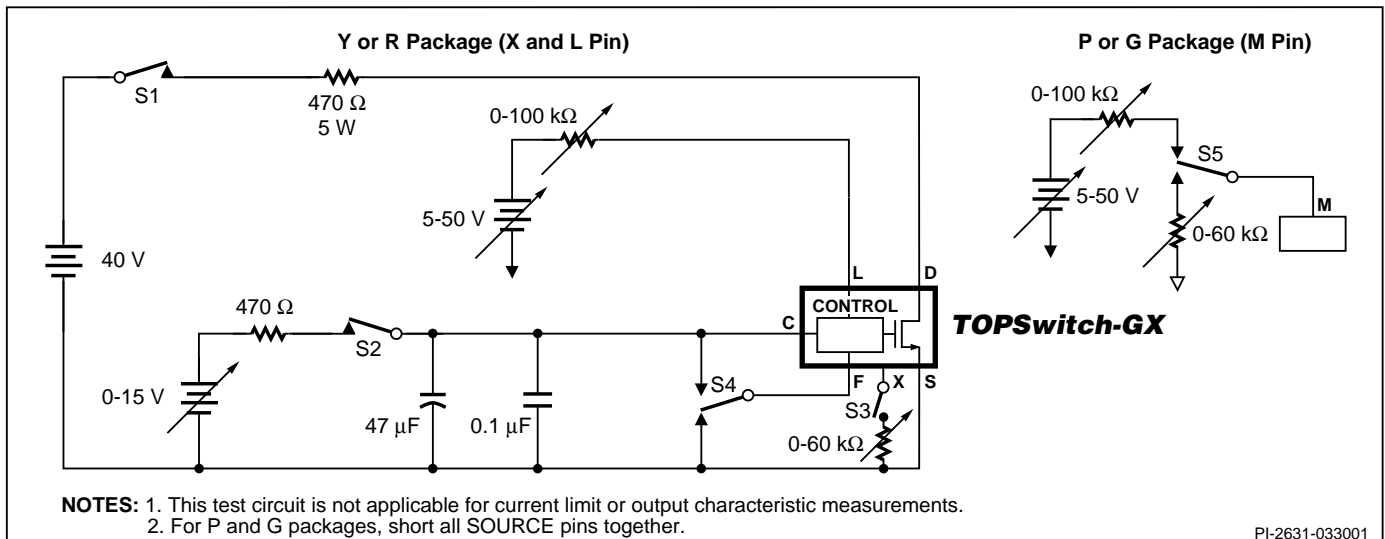 Y or R Package (X and L Pin)
P or G Package (M Pin)
S1
470 Ω
5 W
0-100 kΩ
5-50 V
40 V
0-100 kΩ
S5
5-50 V
0-60 kΩ
M
L
D
CONTROL
C
TOPSwitch-GX
F
X
S
470 Ω
S2
0-15 V
47 µF
0.1 µF
S4
S3
0-60 kΩ
NOTES: 1. This test circuit is not applicable for current limit or output characteristic measurements.
2. For P and G packages, short all SOURCE pins together.
PI-2631-033001